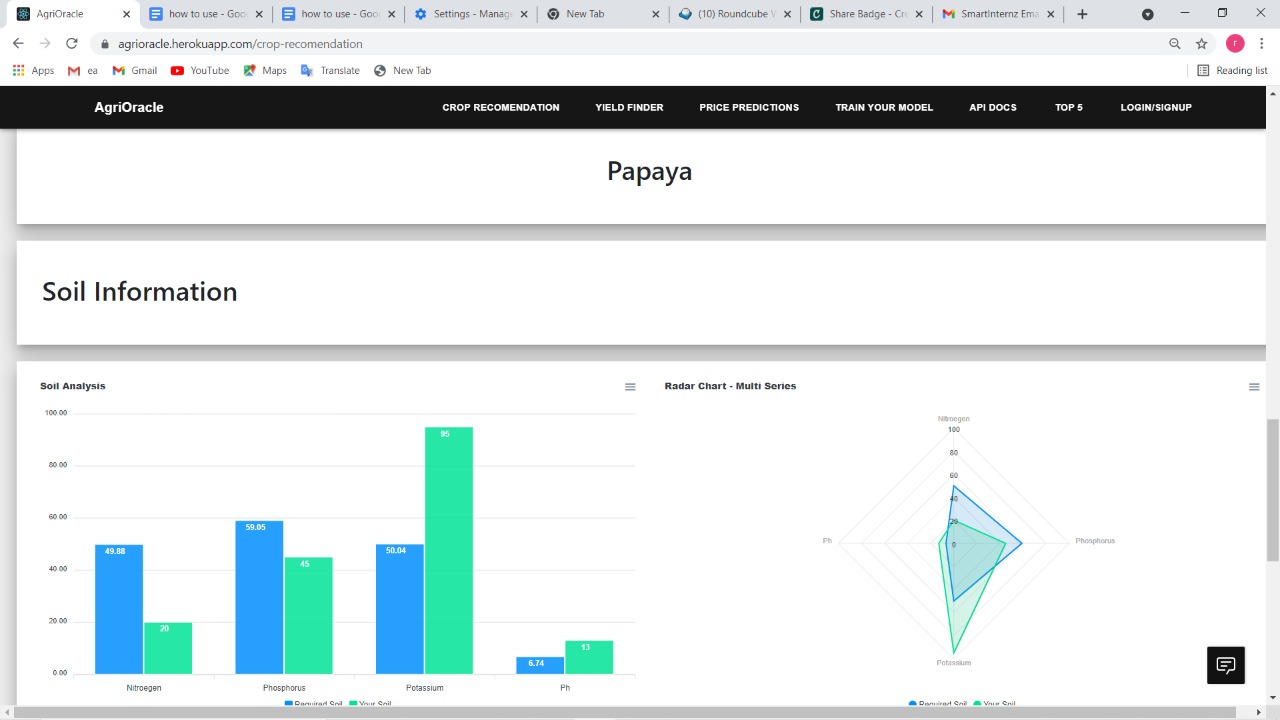 AgriOracle
how to use - Goo
how to use - Goo
Settings - Manage
New Tab
(10) Roundcube W
Share Badge - Cre
SmartInternz Ema
agrioracle.herokuapp.com/crop-recomendation
r
Apps
ea
Gmail
YouTube
Maps
Translate
New Tab
Reading list
AgriOracle
CROP RECOMENDATION
YIELD FINDER
PRICE PREDICTIONS
TRAIN YOUR MODEL
API DOCS
TOP 5
LOGIN/SIGNUP
Papaya
Soil Information
Soil Analysis
100.00
80.00
60.00
40.00
20.00
0.00
49.88
20
59.05
45
50.04
95
6.74
13
Nitroegen
Phosphorus
Potassium
Ph
Required Soil
Your Soil
Radar Chart - Multi Series
Nitroegen
100
80
60
40
20
0
Ph
Phosphorus
Potassium
Required Soil
Your Soil